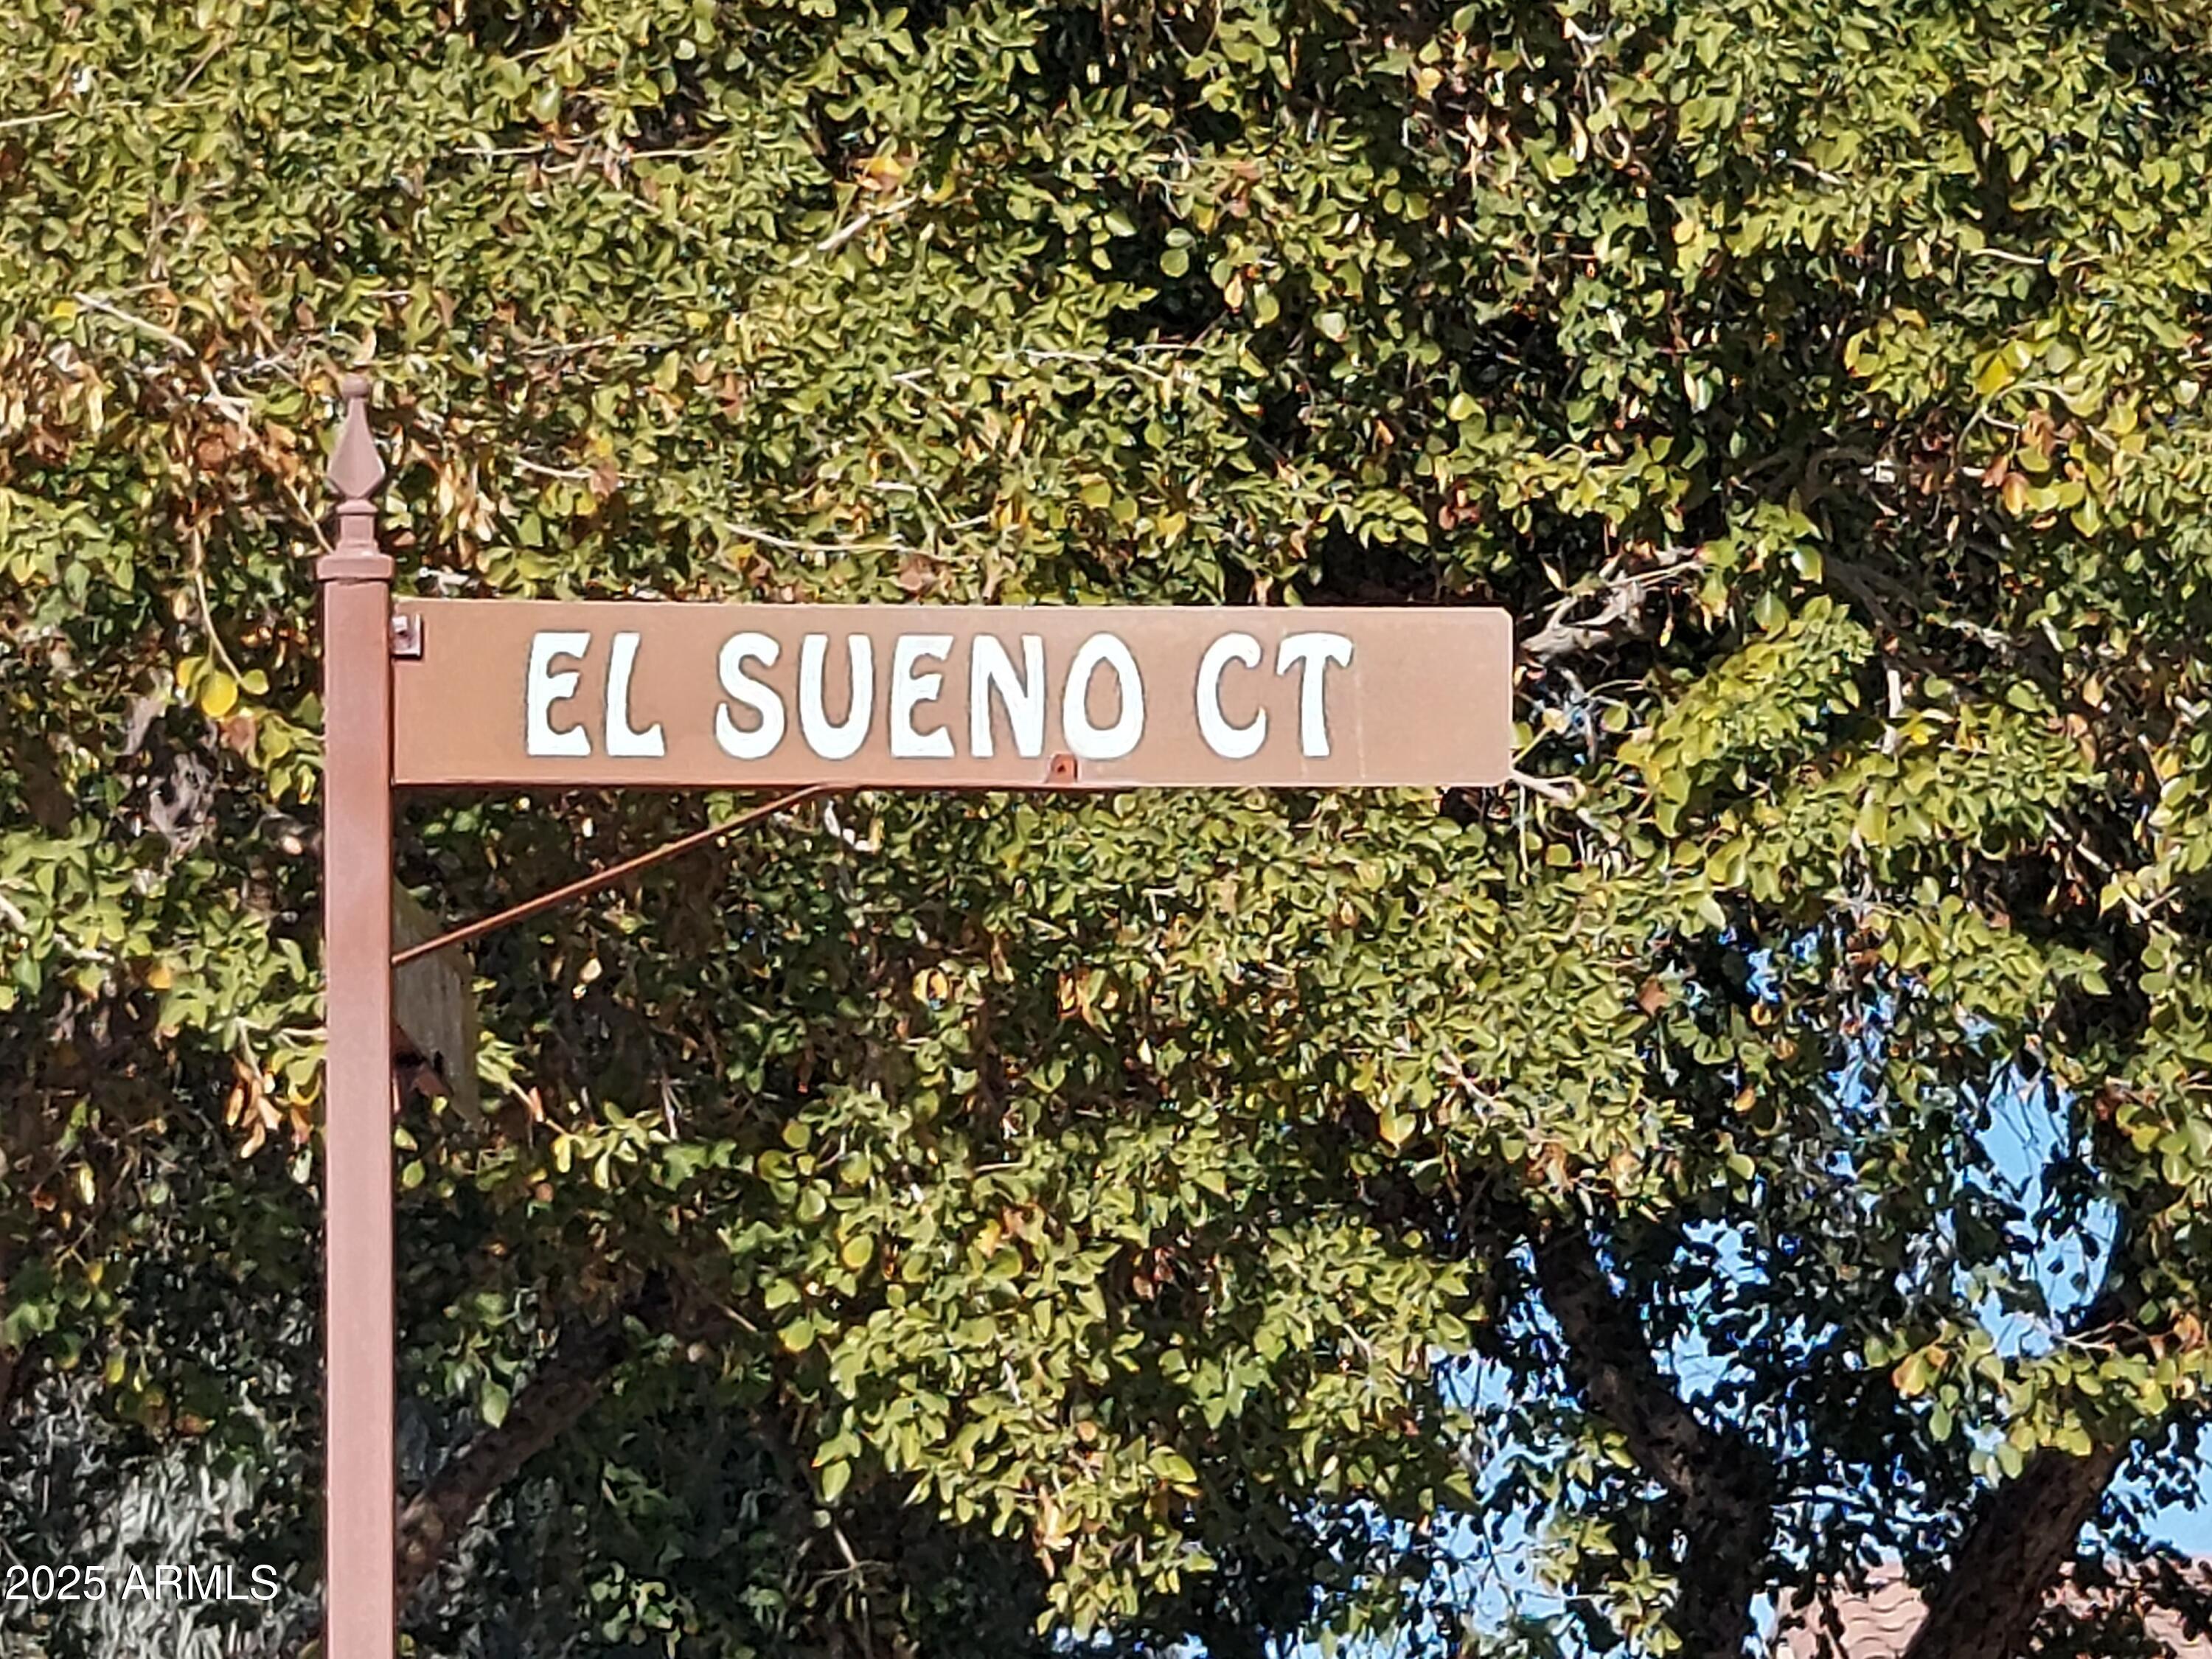 EL SUENO CT
2025 ARMLS